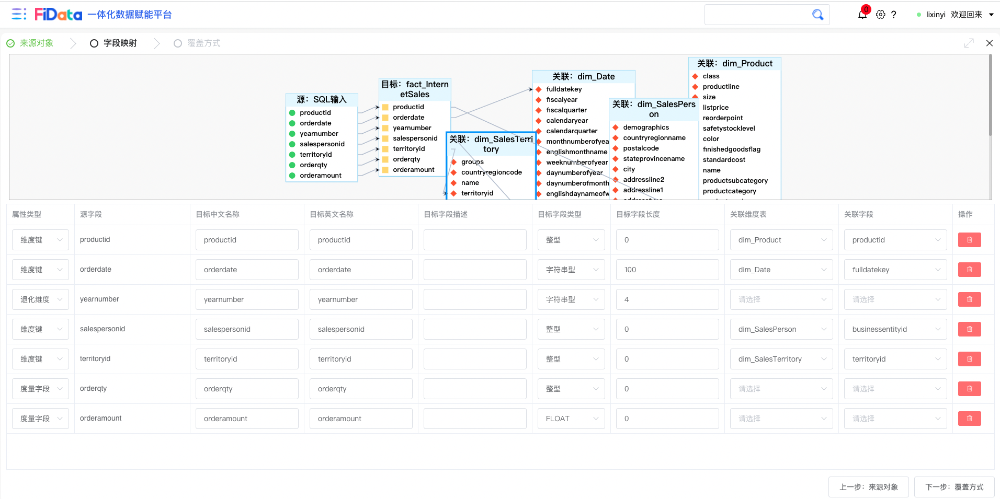 FiData 一体化数据赋能平台
0
?
lixinyi 欢迎回来
来源对象
字段映射
覆盖方式
源：SQL输入
productid
orderdate
yearnumber
salespersonid
territoryid
orderqty
orderamount
目标：fact_Intern
etSales
productid
orderdate
yearnumber
salespersonid
territoryid
orderqty
orderamount
关联：dim_SalesTerri
tory
groups
countryregioncode
name
territoryid
关联：dim_Date
fulldatekey
fiscalyear
fiscalquarter
calendaryear
calendarquarter
monthnumberofyea
englishmonthname
weeknumberofyear
daynumberofyear
daynumberofmonth
englishdaynameofw
关联：dim_SalesPers
on
demographics
countryregionname
postalcode
stateprovincename
city
addressline2
addressline1
addresstype
关联：dim_Product
class
productline
size
listprice
reorderpoint
safetystocklevel
color
finishedgoodsflag
standardcost
name
productsubcategory
productcategory
属性类型 源字段 目标中文名称 目标英文名称 目标字段描述 目标字段类型 目标字段长度 关联维度表 关联字段 操作
维度键 productid productid productid 整型 0 dim_Product productid
维度键 orderdate orderdate orderdate 字符串型 100 dim_Date fulldatekey
退化维度 yearnumber yearnumber yearnumber 字符串型 4 请选择 请选择
维度键 salespersonid salespersonid salespersonid 整型 0 dim_SalesPerson businessentityid
维度键 territoryid territoryid territoryid 整型 0 dim_SalesTerritory territoryid
度量字段 orderqty orderqty orderqty 整型 0 请选择 请选择
度量字段 orderamount orderamount orderamount FLOAT 0 请选择 请选择
上一步：来源对象 下一步：覆盖方式